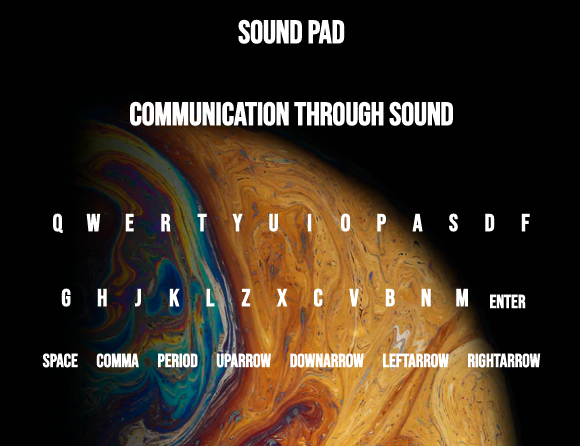 SOUND PAD
COMMUNICATION THROUGH SOUND
Q W E R T Y U I O P A S D F
G H J K L Z X C V B N M ENTER
SPACE COMMA PERIOD UPARROW DOWNARROW LEFTARROW RIGHTARROW